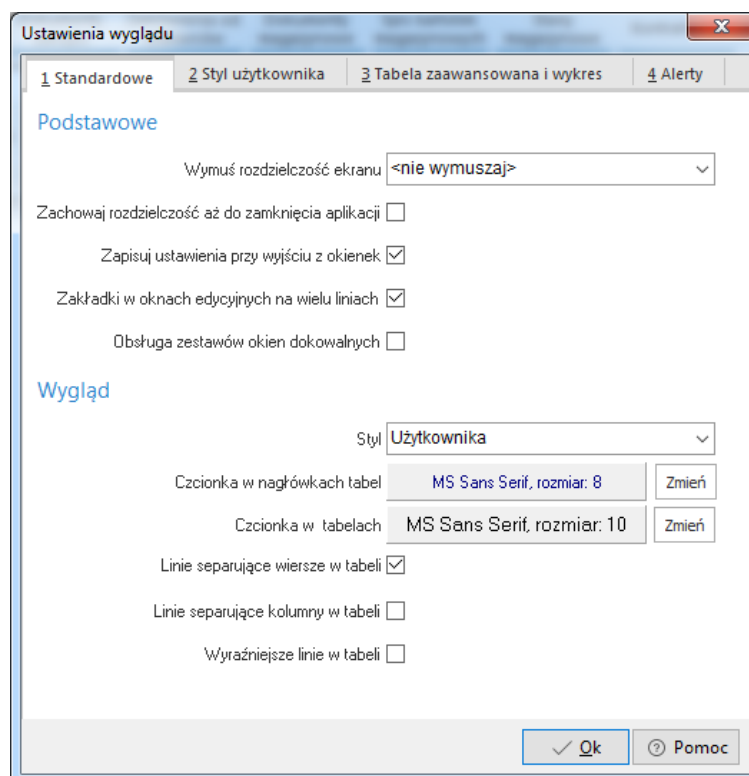 Ustawienia wyglądu
1 Standardowe 2 Styl użytkownika 3 Tabela zaawansowana i wykres 4 Alerty
Podstawowe
Wymuś rozdzielczość ekranu <nie wymuszaj>
Zachowaj rozdzielczość aż do zamknięcia aplikacji
Zapisuj ustawienia przy wyjściu z okienek
Zakładki w oknach edycyjnych na wielu liniach
Obsługa zestawów okien dokowalnych
Wygląd
Styl Użytkownika
Czcionka w nagłówkach tabel MS Sans Serif, rozmiar: 8 Zmień
Czcionka w tabelach MS Sans Serif, rozmiar: 10 Zmień
Linie separujące wiersze w tabeli
Linie separujące kolumny w tabeli
Wyraźniejsze linie w tabeli
Ok Pomoc